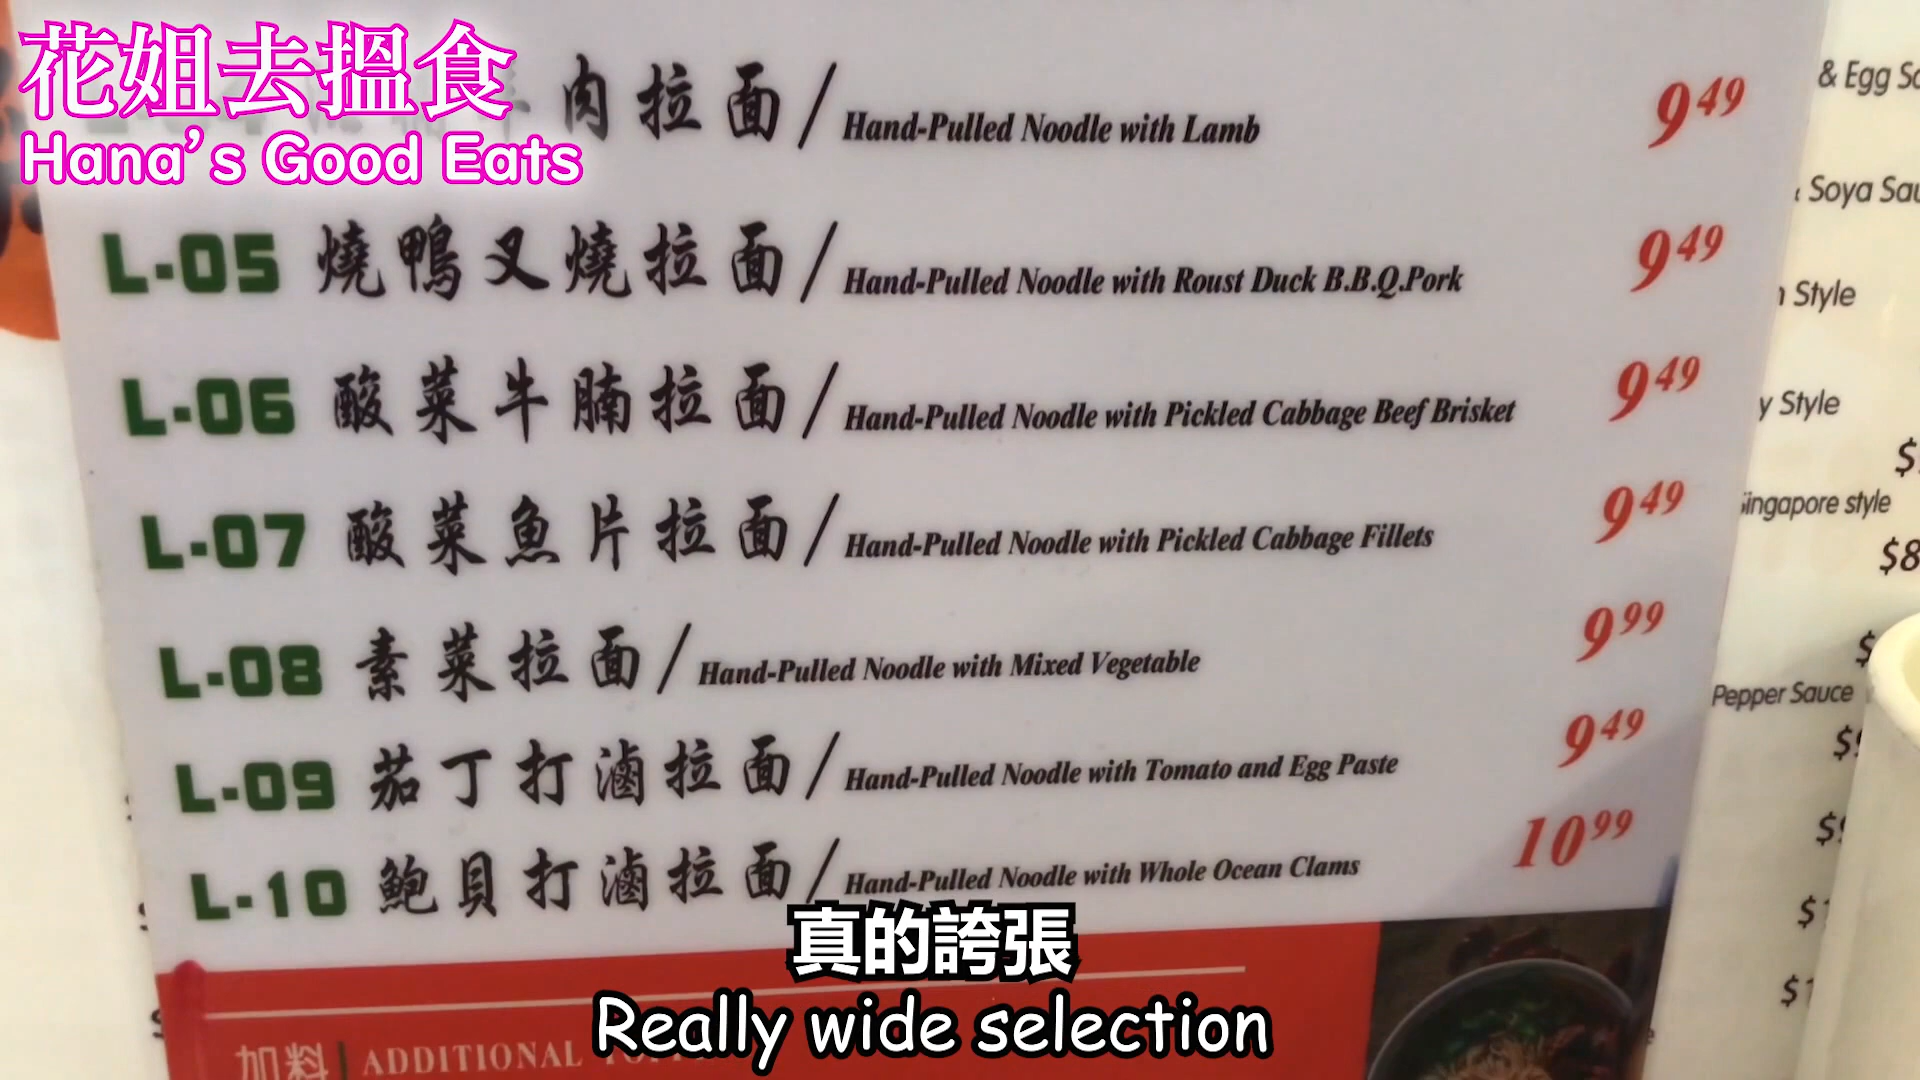 花姐去搵食
Hana's Good Eats
肉拉面/Hand-Pulled Noodle with Lamb 9.49
L-05 燒鴨叉燒拉面/Hand-Pulled Noodle with Roust Duck B.B.Q.Pork 9.49
L-06 酸菜牛腩拉面/Hand-Pulled Noodle with Pickled Cabbage Beef Brisket 9.49
L-07 酸菜魚片拉面/Hand-Pulled Noodle with Pickled Cabbage Fillets 9.49
L-08 素菜拉面/Hand-Pulled Noodle with Mixed Vegetable 9.99
L-09 茄丁打滷拉面/Hand-Pulled Noodle with Tomato and Egg Paste 9.49
L-10 鮑貝打滷拉面/Hand-Pulled Noodle with Whole Ocean Clams 10.99
& Egg
Soya
Style
Style
Singapore style
$8
Pepper Sauce
真的誇張
Really wide selection
加料 ADDITIONAL